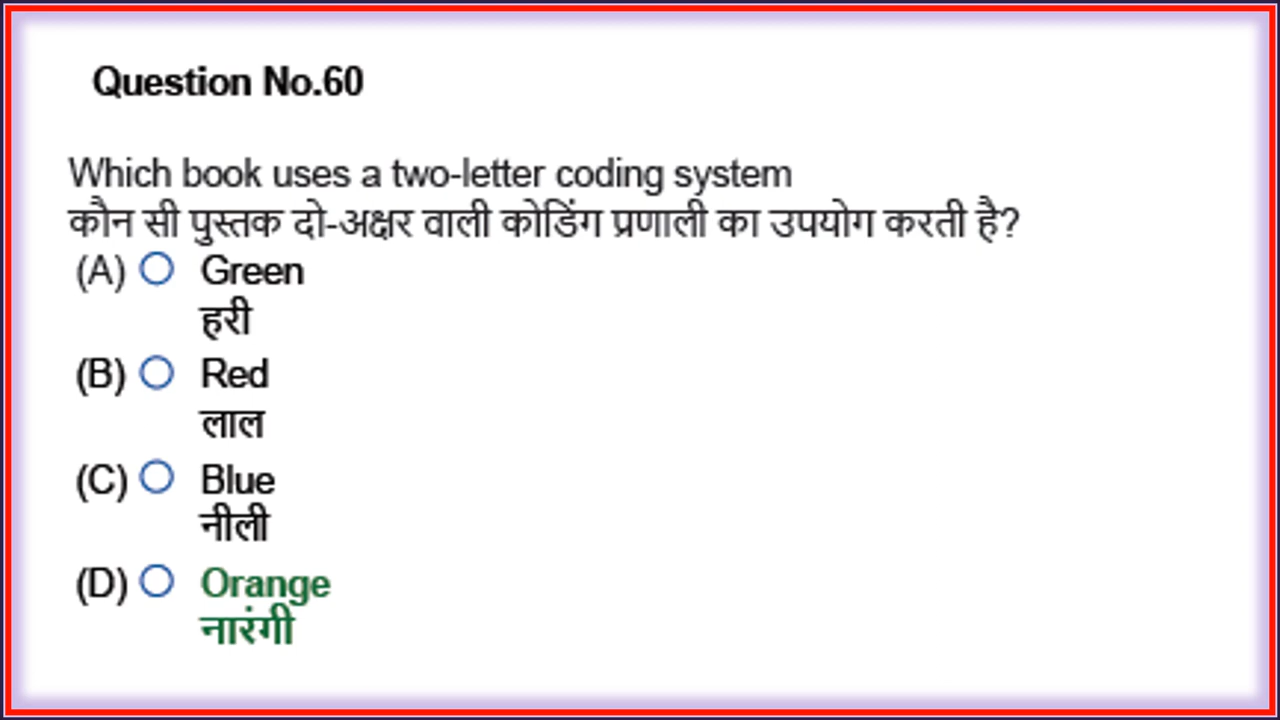 Question No.60
Which book uses a two-letter coding system
कौन सी पुस्तक दो-अक्षर वाली कोडिंग प्रणाली का उपयोग करती है?
(A) Green
हरी
(B) Red
लाल
(C) Blue
नीली
(D) Orange
नारंगी